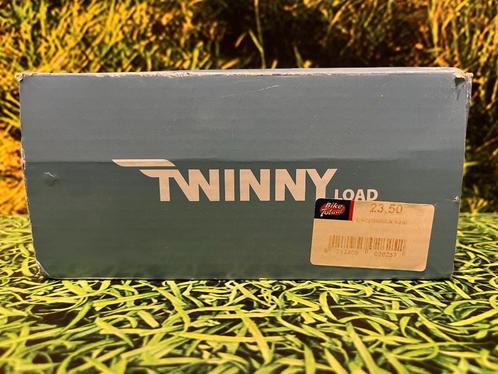 TWINNY LOAD
Bike Totaal
23,50